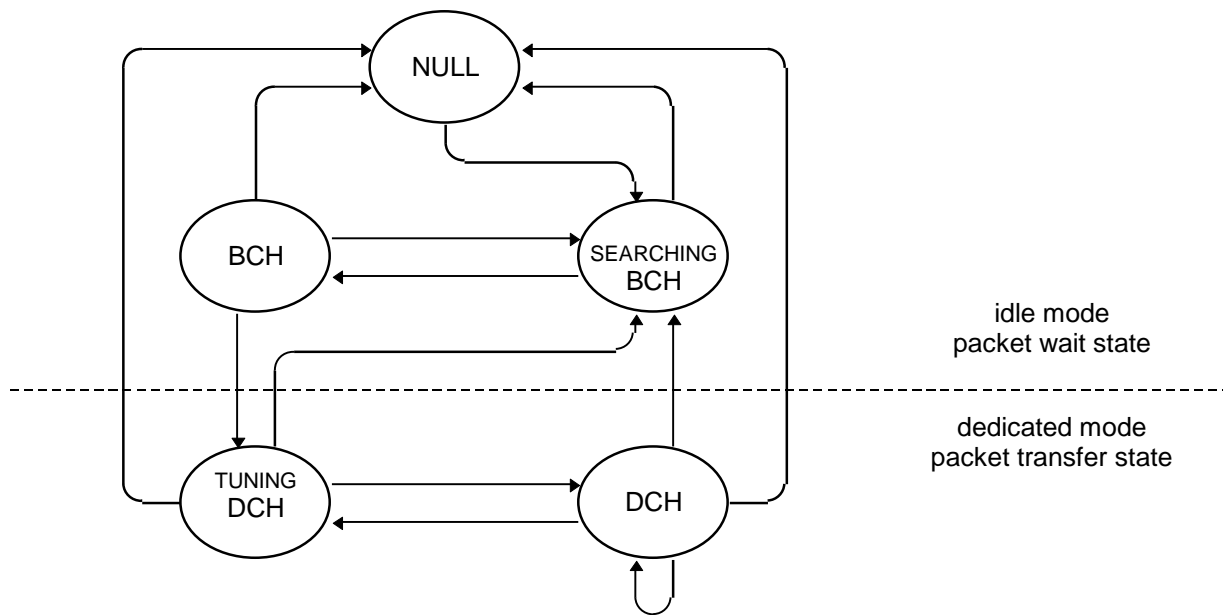 NULL
BCH
SEARCHING
BCH
idle mode
packet wait state
dedicated mode
packet transfer state
TUNING
DCH
DCH